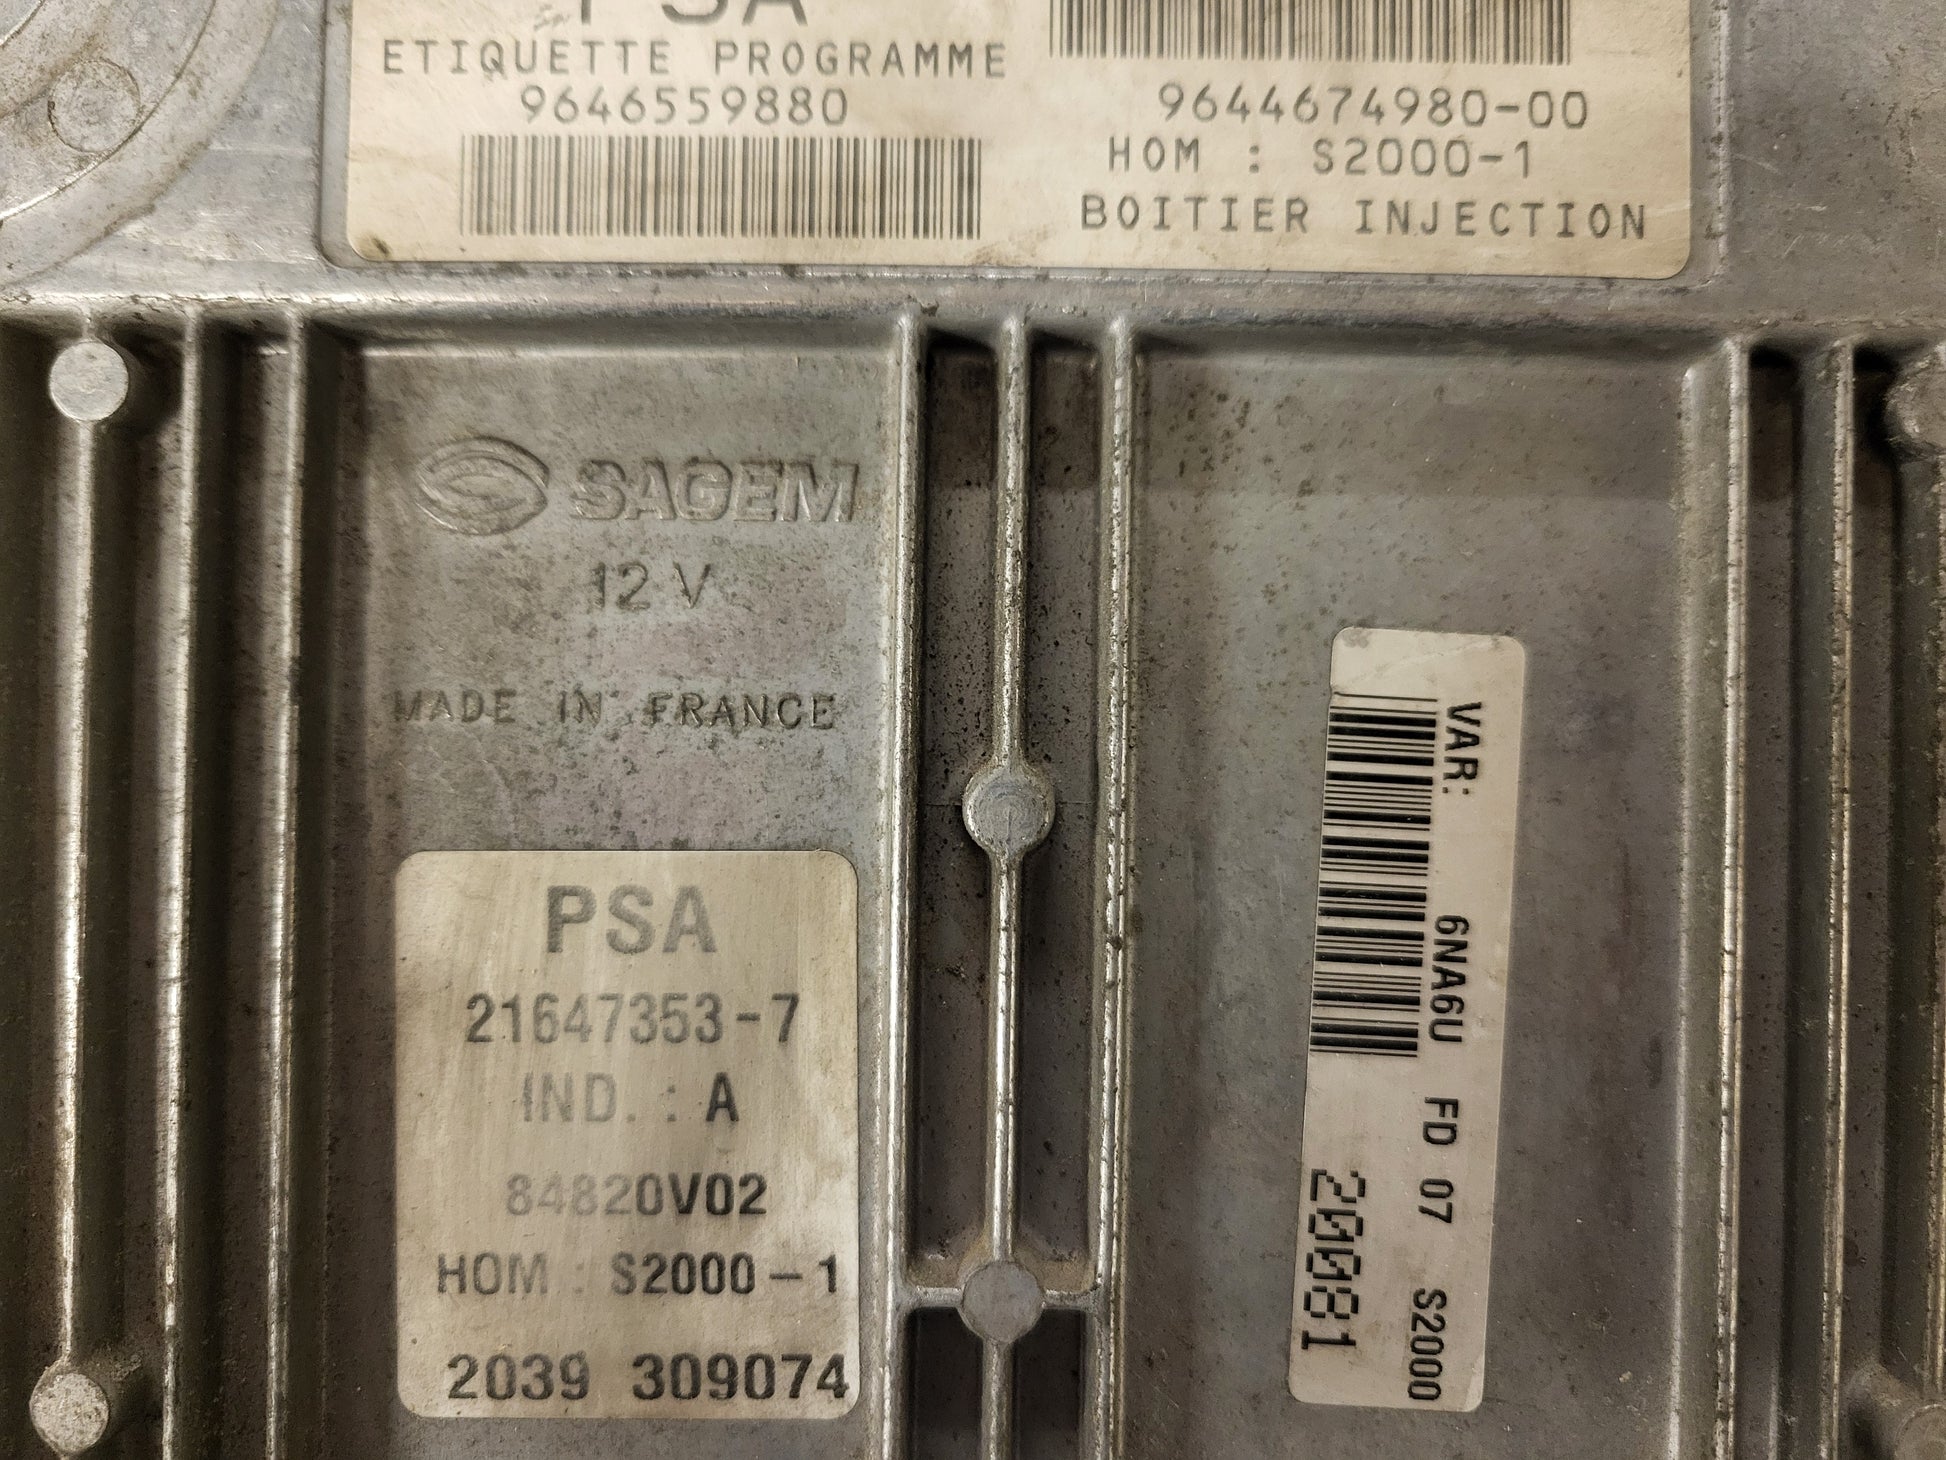 PSA
ETIQUETTE PROGRAMME
9646559880
9644674980-00
HOM : S2000-1
BOITIER INJECTION
SAGEM
12 V
MADE IN FRANCE
PSA
21647353-7
IND. : A
84820V02
HOM : S2000-1
2039 309074
VAR: 6NA6U FD 07 S2000
20081